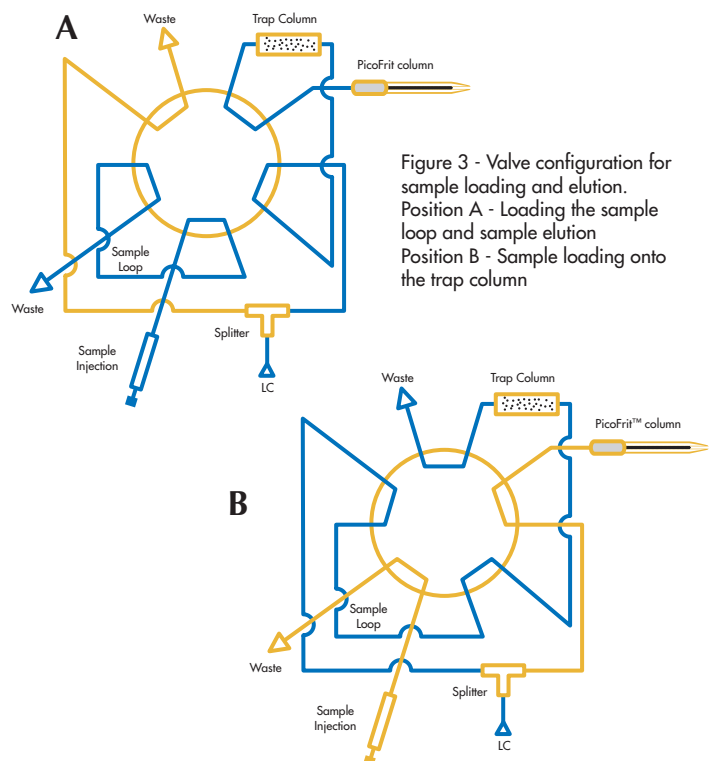 A
Waste
Trap Column
PicoFrit column
Figure 3 - Valve configuration for
sample loading and elution.
Position A - Loading the sample
loop and sample elution
Position B - Sample loading onto
the trap column
Sample
Loop
Waste
Splitter
Sample
Injection
LC
B
Waste
Trap Column
PicoFrit™ column
Sample
Loop
Waste
Splitter
Sample
Injection
LC